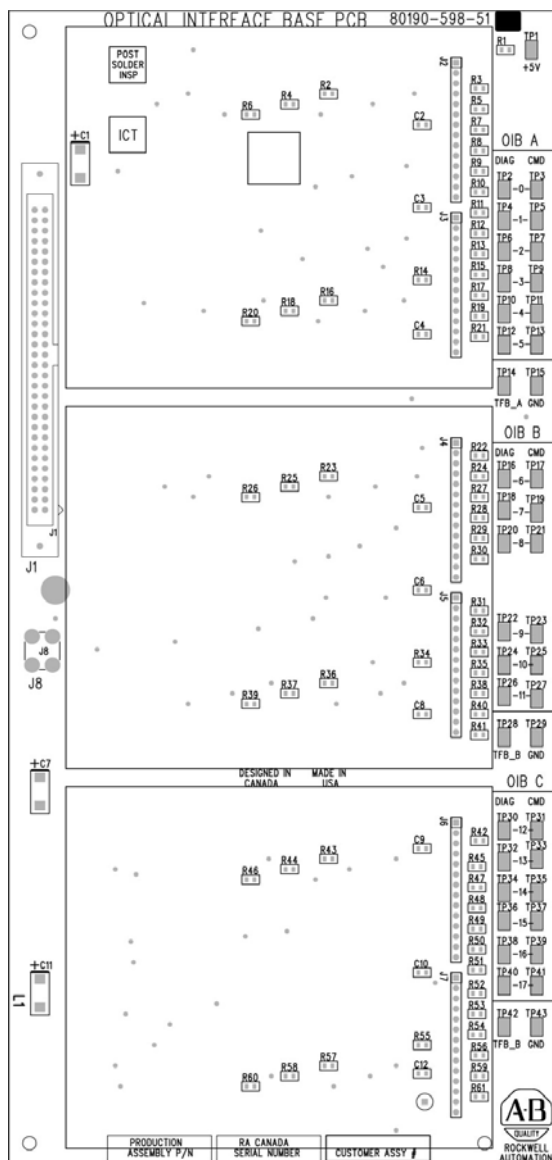 OPTICAL INTERFACE BASE PCB 80190-598-51
R1 TP1
+5V
POST
SOLDER
INSP
ICT
+C1
R6 R4 R2
C2
J2
R3
R5
R7
R8
R9
R10
C3
J3
R11
R12
R13
R14
R15
R17
R19
R21
R20 R18 R16
C4
OIB A
DIAG CMD
TP2 -0- TP3
TP4 -1- TP5
TP6 -2- TP7
TP8 -3- TP9
TP10 -4- TP11
TP12 -5- TP13
TP14 TP15
TFB_A GND
J1
J1
J8
J8
R26 R25 R23
C5
J4
R22
R24
R27
R28
R29
R30
C6
J5
R31
R32
R33
R34
R35
R38
R40
R41
R39 R37 R36
C8
OIB B
DIAG CMD
TP16 -6- TP17
TP18 -7- TP19
TP20 -8- TP21
TP22 -9- TP23
TP24 -10- TP25
TP26 -11- TP27
TP28 TP29
TFB_B GND
+C7
DESIGNED IN MADE IN
CANADA USA
R46 R44 R43
C9
J6
R42
R45
R47
R48
R49
R50
R51
C10
J7
R52
R53
R54
R55
R56
R59
R61
R60 R58 R57
C12
+C11
L1
OIB C
DIAG CMD
TP30 -12- TP31
TP32 -13- TP33
TP34 -14- TP35
TP36 -15- TP37
TP38 -16- TP39
TP40 -17- TP41
TP42 TP43
TFB_B GND
PRODUCTION
ASSEMBLY P/N
RA CANADA
SERIAL NUMBER
CUSTOMER ASSY #
A-B
QUALITY
ROCKWELL
AUTOMATION